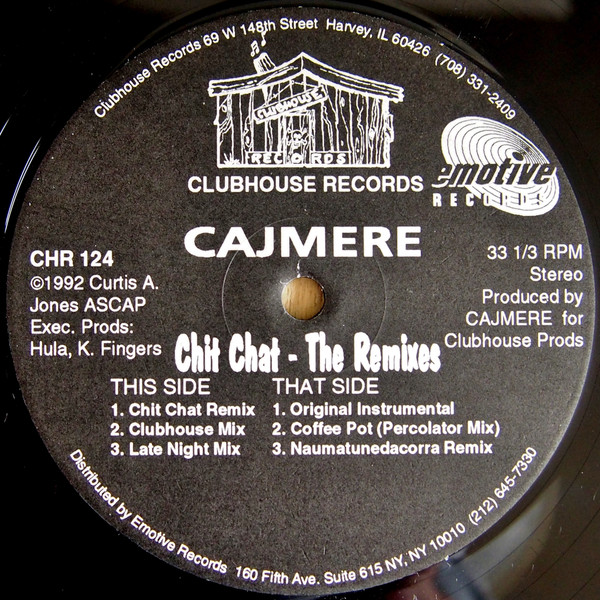 Clubhouse Records 69 W 148th Street Harvey, IL 60426 (708) 331-2409
CLUBHOUSE
RECORDS
CLUBHOUSE RECORDS
emotive
RECORDS
CAJMERE
CHR 124
©1992 Curtis A.
Jones ASCAP
Exec. Prods:
Hula, K. Fingers
33 1/3 RPM
Stereo
Produced by
CAJMERE for
Clubhouse Prods
Chit Chat - The Remixes
THIS SIDE
1. Chit Chat Remix
2. Clubhouse Mix
3. Late Night Mix
THAT SIDE
1. Original Instrumental
2. Coffee Pot (Percolator Mix)
3. Naumatunedacorra Remix
Distributed by Emotive Records 160 Fifth Ave. Suite 615 NY, NY 10010 (212) 645-7330